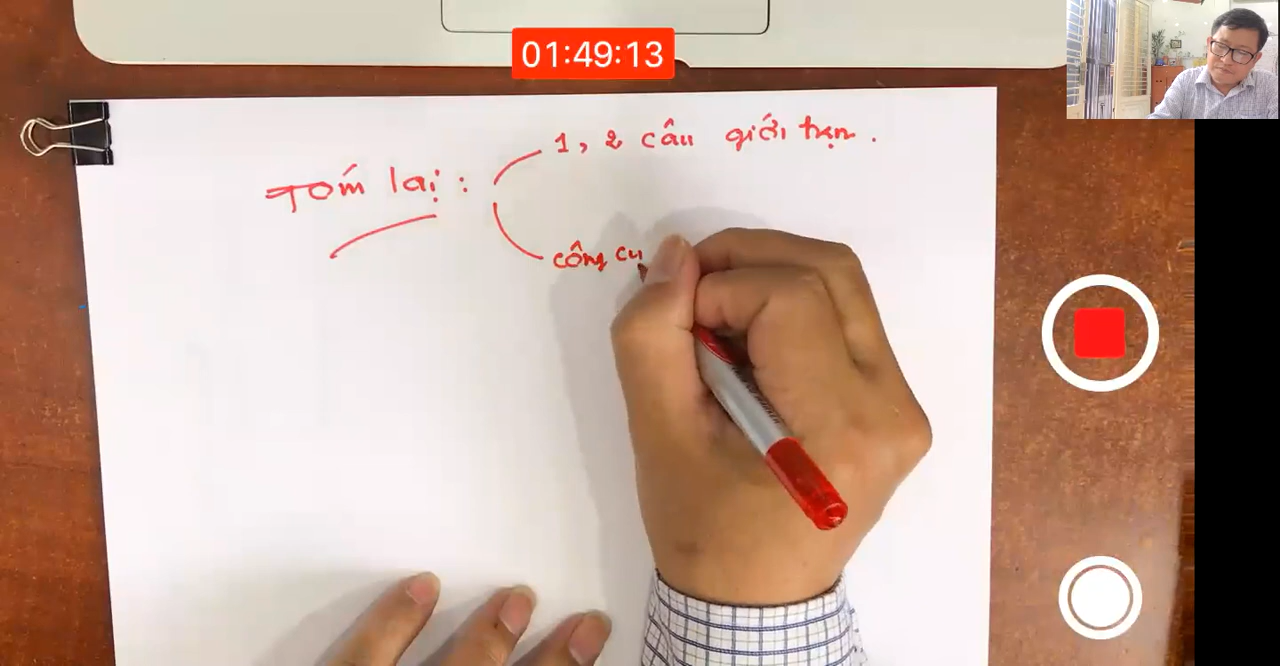 01:49:13
1, 2 câu giới hạn.
Tóm lại:
công cụ